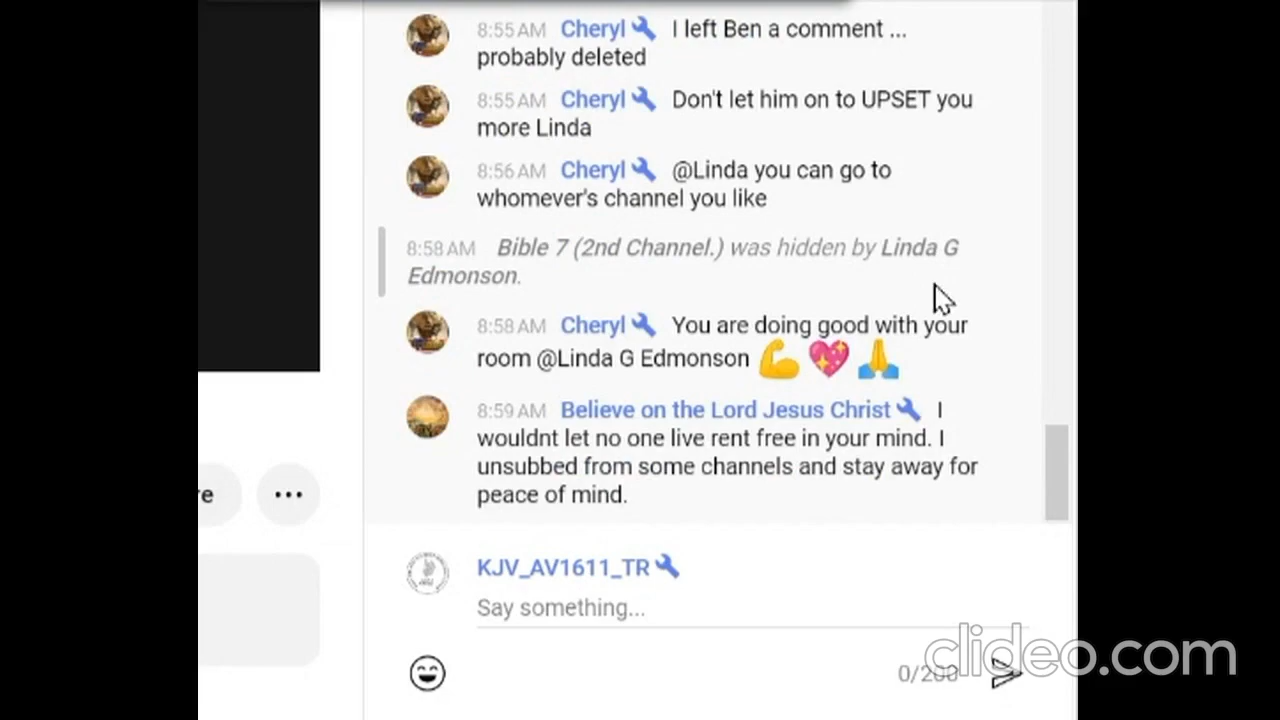 8:55 AM Cheryl I left Ben a comment ...
probably deleted
8:55 AM Cheryl Don't let him on to UPSET you
more Linda
8:56 AM Cheryl @Linda you can go to
whomever's channel you like
8:58 AM Bible 7 (2nd Channel.) was hidden by Linda G
Edmonson.
8:58 AM Cheryl You are doing good with your
room @Linda G Edmonson 💪 💖 🙏
8:59 AM Believe on the Lord Jesus Christ I
wouldnt let no one live rent free in your mind. I
unsubbed from some channels and stay away for
peace of mind.
re
KJV_AV1611_TR
Say something...
0/200
clideo.com